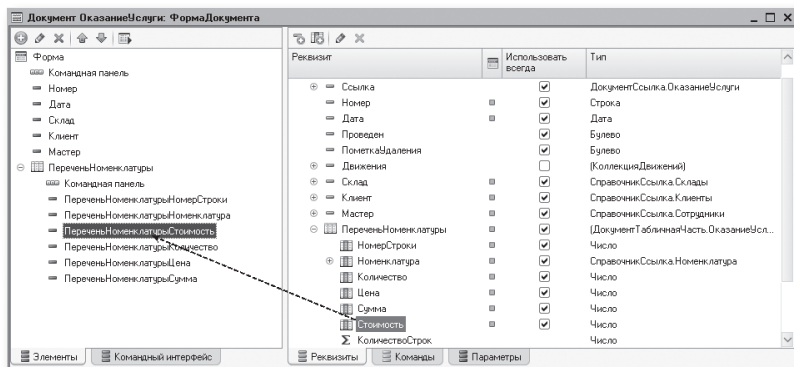 Документ ОказаниеУслуги: ФормаДокумента
Форма
Командная панель
Номер
Дата
Склад
Клиент
Мастер
ПереченьНоменклатуры
Командная панель
ПереченьНоменклатурыНомерСтроки
ПереченьНоменклатурыНоменклатура
ПереченьНоменклатурыСтоимость
ПереченьНоменклатурыКоличество
ПереченьНоменклатурыЦена
ПереченьНоменклатурыСумма
Элементы Командный интерфейс
Реквизит Использовать всегда Тип
Ссылка ДокументСсылка.ОказаниеУслуги
Номер Строка
Дата Дата
Проведен Булево
ПометкаУдаления Булево
Движения (КоллекцияДвижений)
Склад СправочникСсылка.Склады
Клиент СправочникСсылка.Клиенты
Мастер СправочникСсылка.Сотрудники
ПереченьНоменклатуры (ДокументТабличнаяЧасть.ОказаниеУсл...
НомерСтроки Число
Номенклатура СправочникСсылка.Номенклатура
Количество Число
Цена Число
Сумма Число
Стоимость Число
КоличествоСтрок Число
Реквизиты Команды Параметры